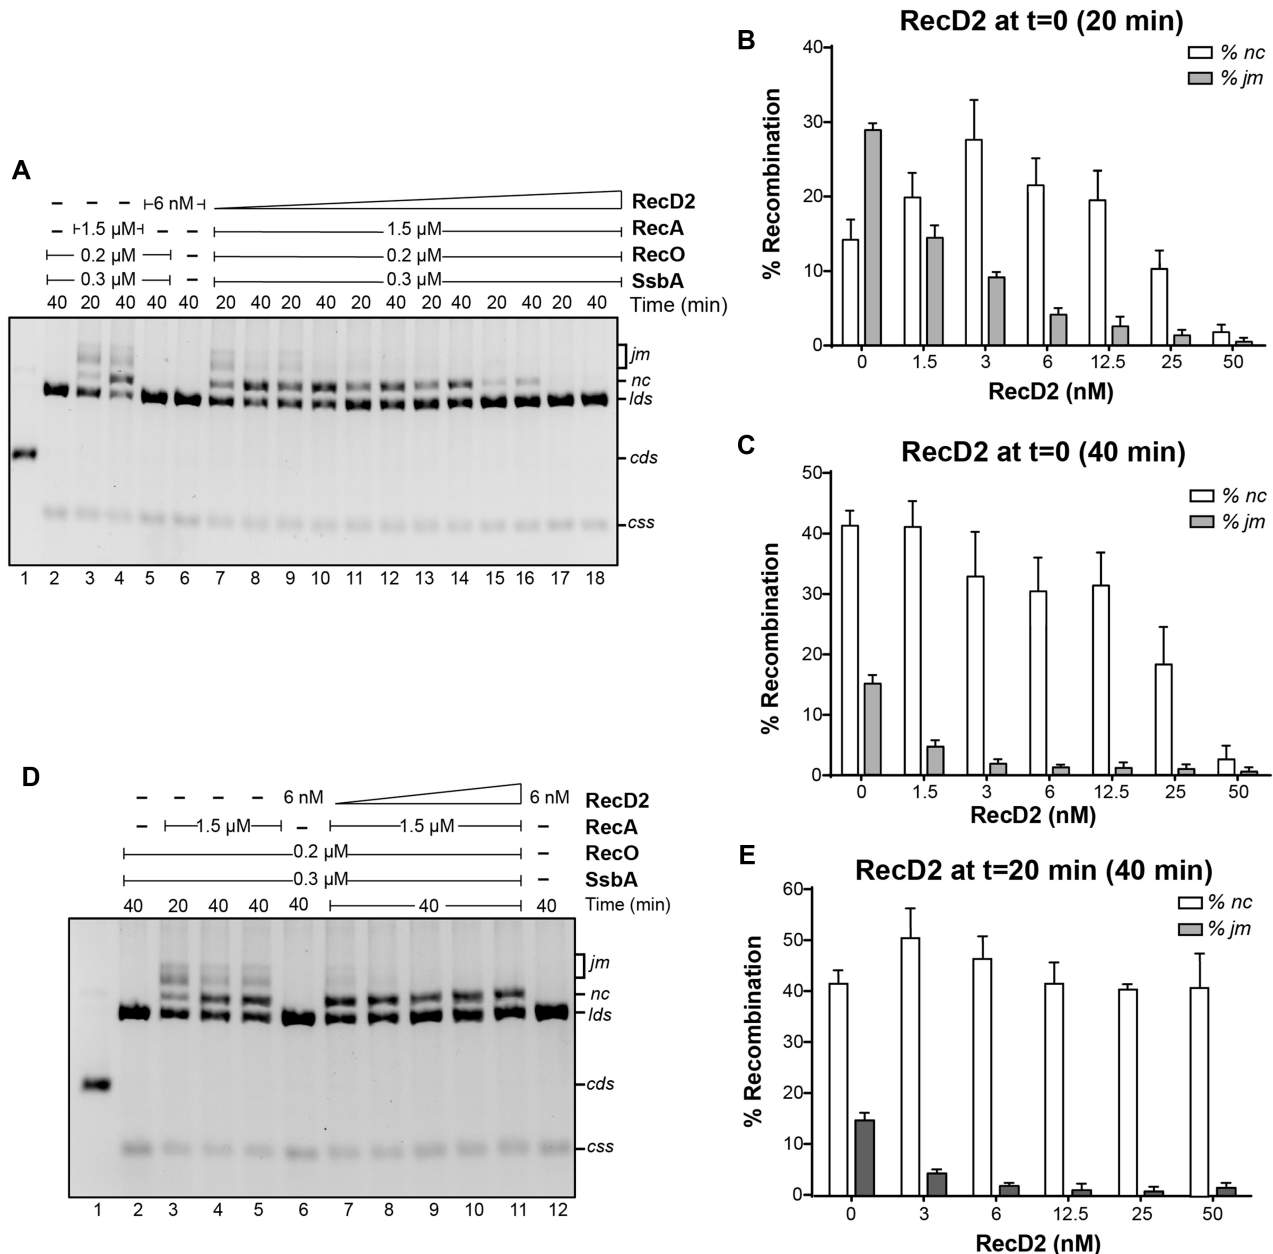 A
– – – 6 nM RecD2
– 1.5 µM – – 1.5 µM RecA
0.2 µM – 0.2 µM RecO
0.3 µM – 0.3 µM SsbA
40 20 40 40 40 20 40 20 40 20 40 20 40 20 40 20 40 Time (min)
jm
nc
lds
cds
css
1 2 3 4 5 6 7 8 9 10 11 12 13 14 15 16 17 18
B
RecD2 at t=0 (20 min)
% nc
% jm
% Recombination
40
30
20
10
0
0 1.5 3 6 12.5 25 50
RecD2 (nM)
C
RecD2 at t=0 (40 min)
% nc
% jm
% Recombination
50
40
30
20
10
0
0 1.5 3 6 12.5 25 50
RecD2 (nM)
D
– – – – 6 nM 6 nM RecD2
– 1.5 µM – 1.5 µM – RecA
0.2 µM – RecO
0.3 µM – SsbA
40 20 40 40 40 40 40 Time (min)
jm
nc
lds
cds
css
1 2 3 4 5 6 7 8 9 10 11 12
E
RecD2 at t=20 min (40 min)
% nc
% jm
% Recombination
60
50
40
30
20
10
0
0 3 6 12.5 25 50
RecD2 (nM)